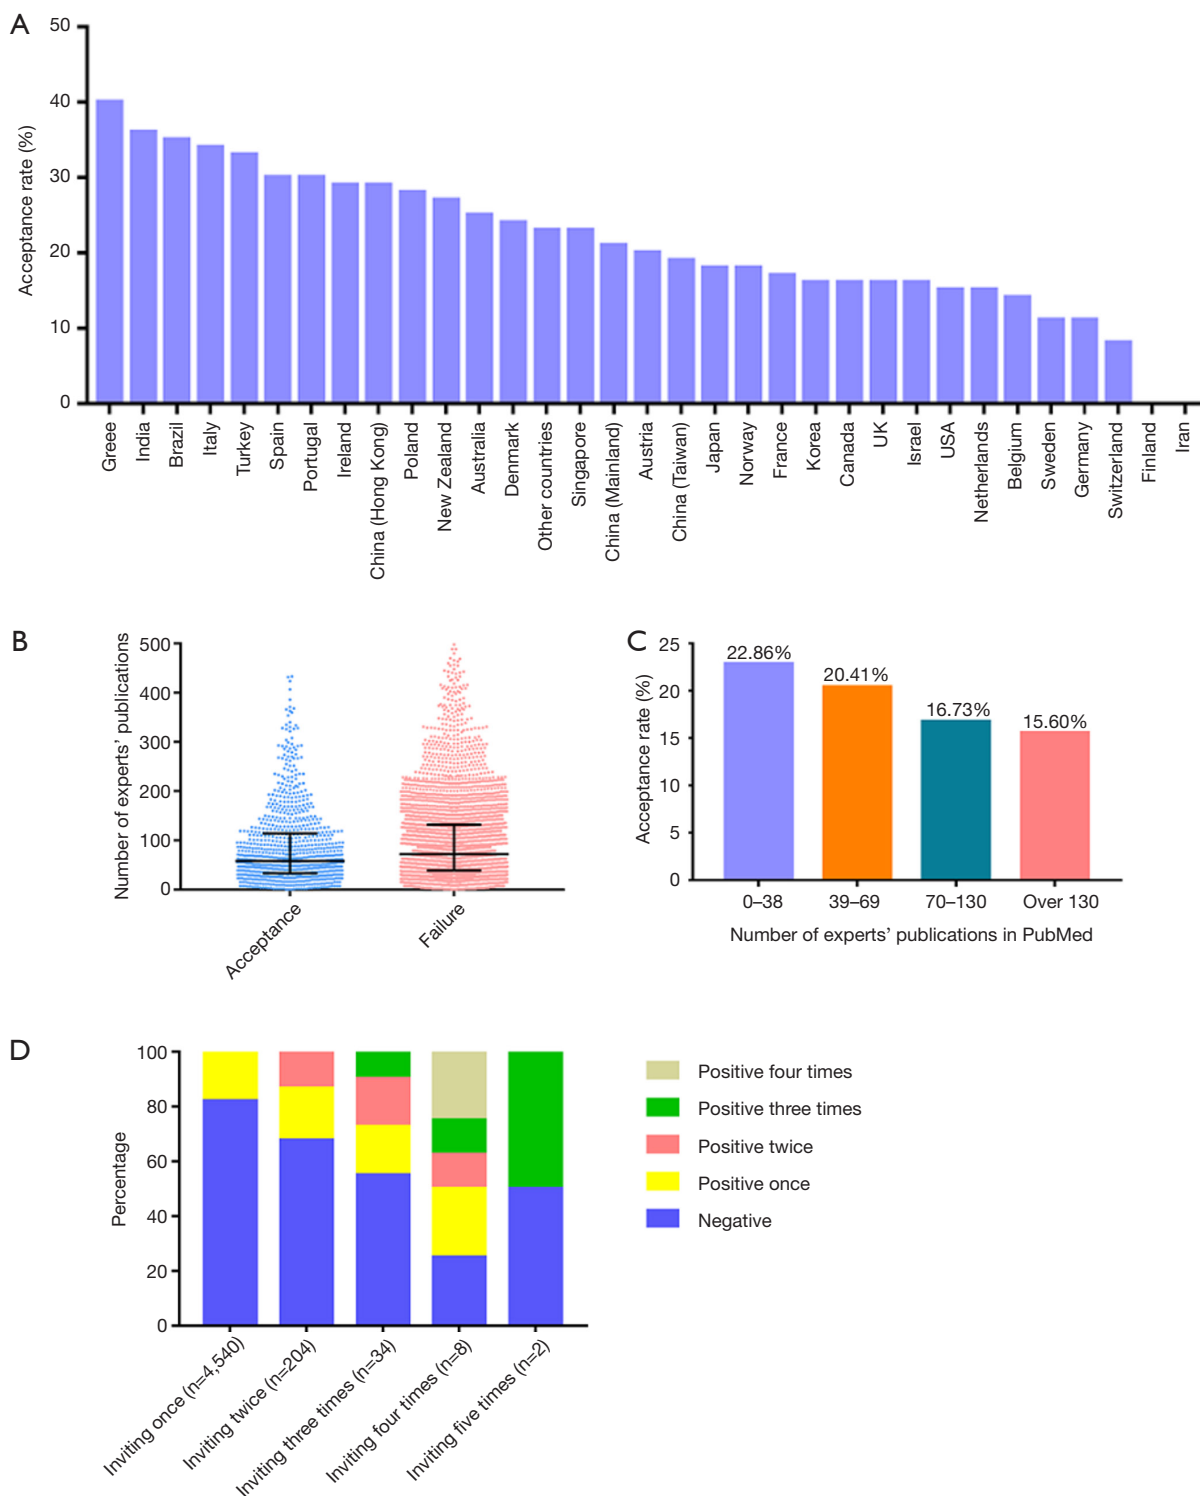 A
Acceptance rate (%)
50
40
30
20
10
0
Greee
India
Brazil
Italy
Turkey
Spain
Portugal
Ireland
China (Hong Kong)
Poland
New Zealand
Australia
Denmark
Other countries
Singapore
China (Mainland)
Austria
China (Taiwan)
Japan
Norway
France
Korea
Canada
UK
Israel
USA
Netherlands
Belgium
Sweden
Germany
Switzerland
Finland
Iran
B
Number of experts' publications
500
400
300
200
100
0
Acceptance
Failure
C
Acceptance rate (%)
25
20
15
10
5
0
22.86%
20.41%
16.73%
15.60%
0–38
39–69
70–130
Over 130
Number of experts' publications in PubMed
D
Percentage
100
80
60
40
20
0
Inviting once (n=4,540)
Inviting twice (n=204)
Inviting three times (n=34)
Inviting four times (n=8)
Inviting five times (n=2)
Positive four times
Positive three times
Positive twice
Positive once
Negative